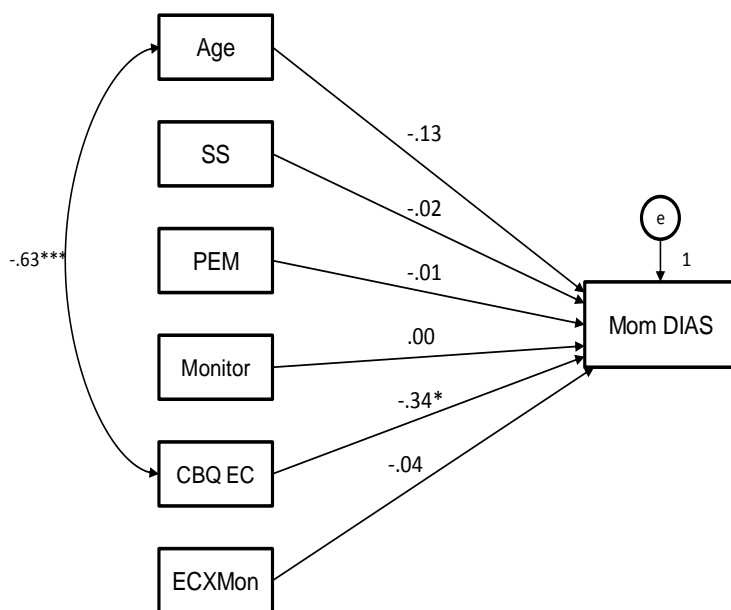 Age
-.13
SS
-.02
e
-.63***
PEM
-.01
1
Mom DIAS
Monitor
.00
-.34*
CBQ EC
-.04
ECXMon